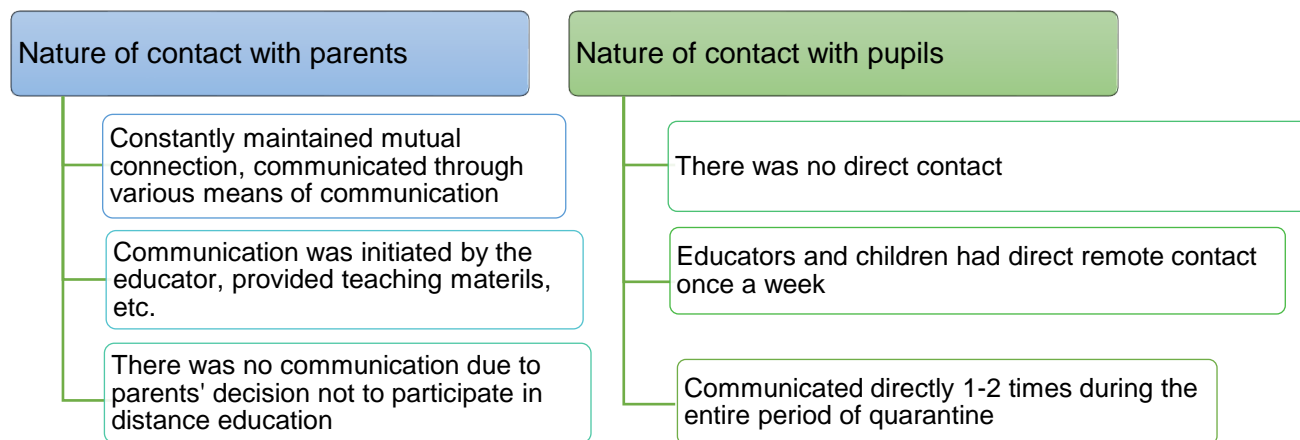 Nature of contact with parents
Constantly maintained mutual
connection, communicated through
various means of communication
Communication was initiated by the
educator, provided teaching materils,
etc.
There was no communication due to
parents' decision not to participate in
distance education
Nature of contact with pupils
There was no direct contact
Educators and children had direct remote contact
once a week
Communicated directly 1-2 times during the
entire period of quarantine